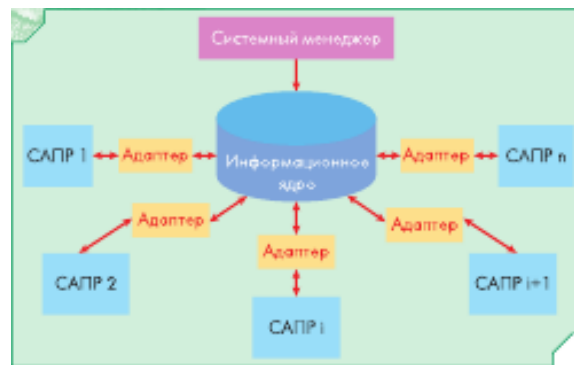 Системный менеджер
САПР 1
Адаптер
Информационное
ядро
Адаптер
САПР n
Адаптер
Адаптер
Адаптер
САПР 2
САПР i
САПР i+1